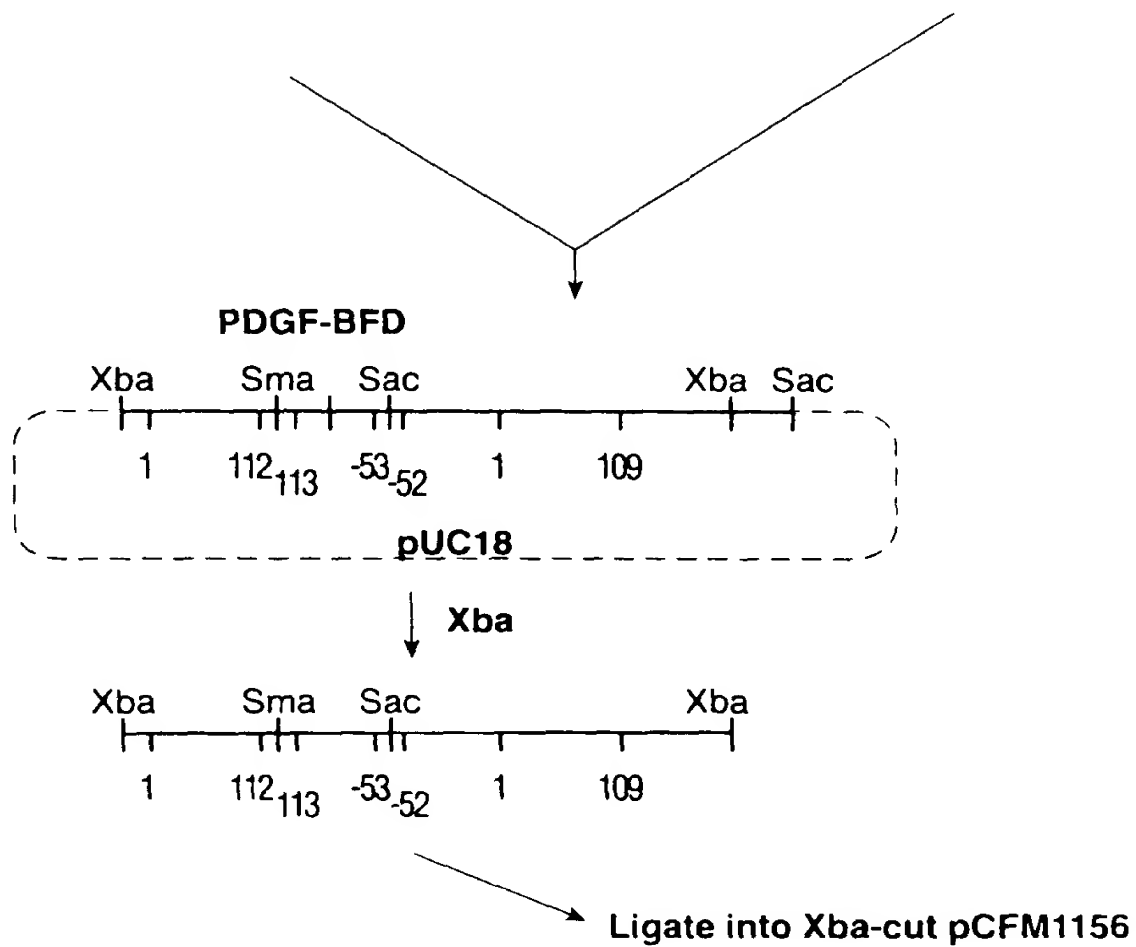 PDGF-BFD
Xba Sma Sac Xba Sac
1 112 113 -53 -52 1 109
pUC18
Xba
Xba Sma Sac Xba
1 112 113 -53 -52 1 109
Ligate into Xba-cut pCFM1156